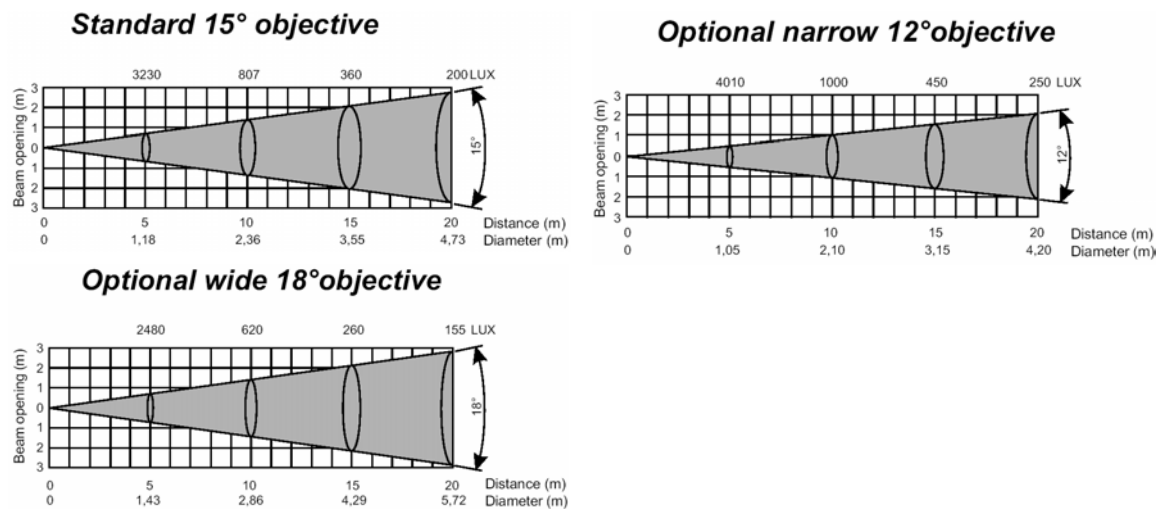 Standard 15° objective
3230 807 360 200 LUX
Beam opening (m)
3
2
1
0
1
2
3
15°
0 5 10 15 20 Distance (m)
0 1,18 2,36 3,55 4,73 Diameter (m)
Optional narrow 12°objective
4010 1000 450 250 LUX
Beam opening (m)
3
2
1
0
1
2
3
12°
0 5 10 15 20 Distance (m)
0 1,05 2,10 3,15 4,20 Diameter (m)
Optional wide 18°objective
2480 620 260 155 LUX
Beam opening (m)
3
2
1
0
1
2
3
18°
0 5 10 15 20 Distance (m)
0 1,43 2,86 4,29 5,72 Diameter (m)